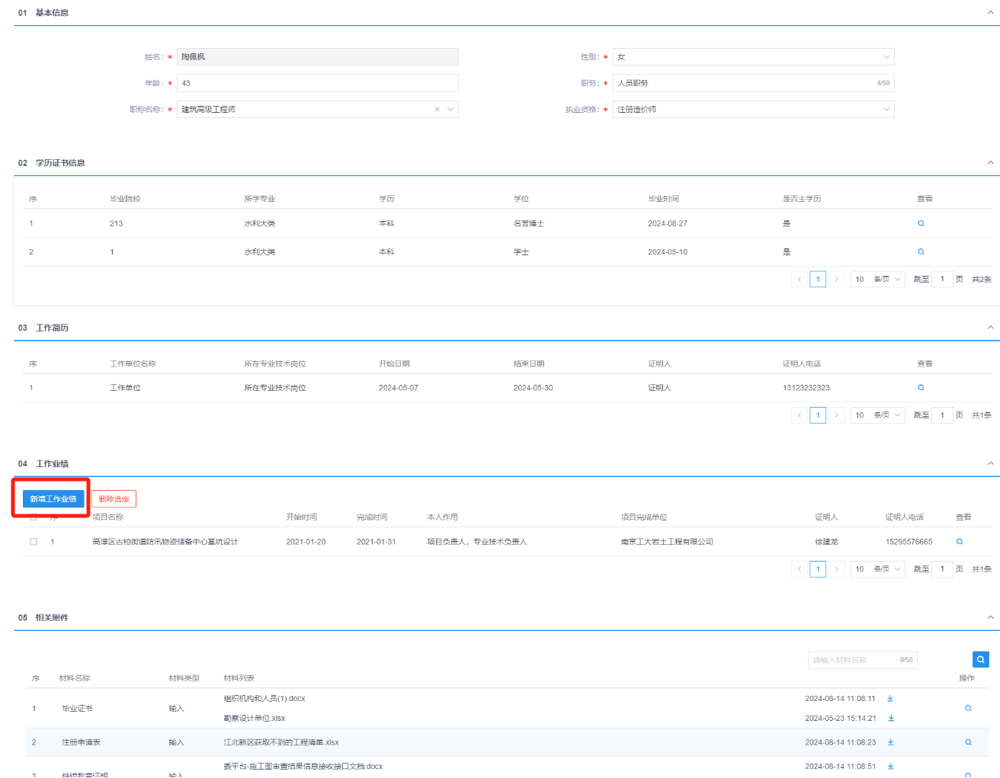 01 基本信息
姓名：* 陶佩枫 性别：* 女
年龄：* 43 职务：* 人员职务 4/50
职称名称：* 建筑高级工程师 执业资格：* 注册造价师
02 学历证书信息
序 毕业院校 所学专业 学历 学位 毕业时间 是否主学历 查看
1 213 水利大类 本科 名誉博士 2024-08-27 是
2 1 水利大类 本科 学士 2024-05-10 是
1 10 条/页 跳至 1 页 共2条
03 工作简历
序 工作单位名称 所在专业技术岗位 开始日期 结束日期 证明人 证明人电话 查看
1 工作单位 所在专业技术岗位 2024-05-07 2024-05-30 证明人 13123232323
1 10 条/页 跳至 1 页 共1条
04 工作业绩
新增工作业绩 删除选定
序 项目名称 开始时间 完成时间 本人作用 项目完成单位 证明人 证明人电话 查看
1 高淳区古柏街道防汛物资储备中心基坑设计 2021-01-20 2021-01-31 项目负责人，专业技术负责人 南京工大岩土工程有限公司 徐建龙 15295576665
1 10 条/页 跳至 1 页 共1条
05 相关附件
请输入材料名称 0/50
序 材料名称 材料类型 材料列表 操作
组织机构和人员(1).docx 2024-08-14 11:08:11
1 毕业证书 输入
勘察设计单位.xlsx 2024-05-23 15:14:21
2 注册申请表 输入 江北新区获取不到的工程清单.xlsx 2024-08-14 11:08:23
委平台-施工图审查结果信息接收接口文档.docx 2024-08-14 11:08:51
3 继续教育证明 输入